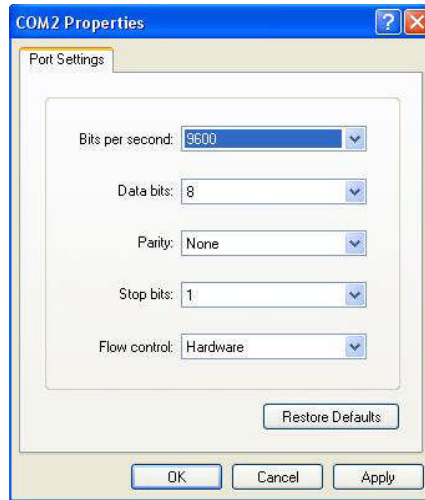 COM2 Properties
Port Settings
Bits per second: 9600
Data bits: 8
Parity: None
Stop bits: 1
Flow control: Hardware
Restore Defaults
OK Cancel Apply